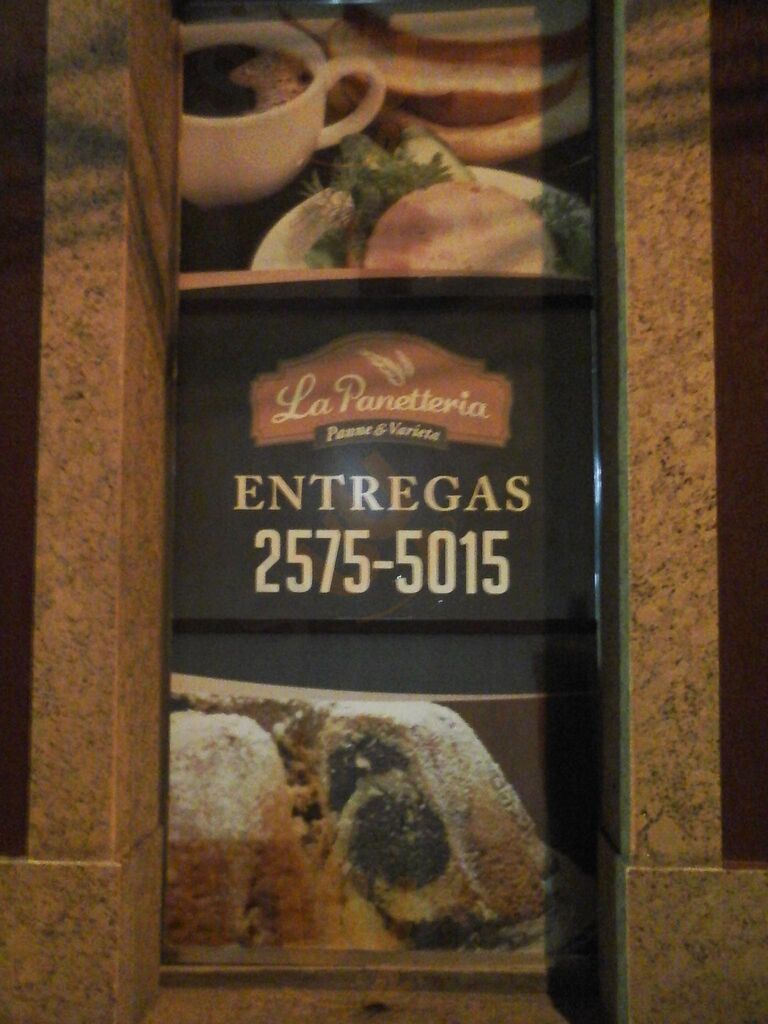 La Panetteria
Panne & Varieta
ENTREGAS
2575-5015